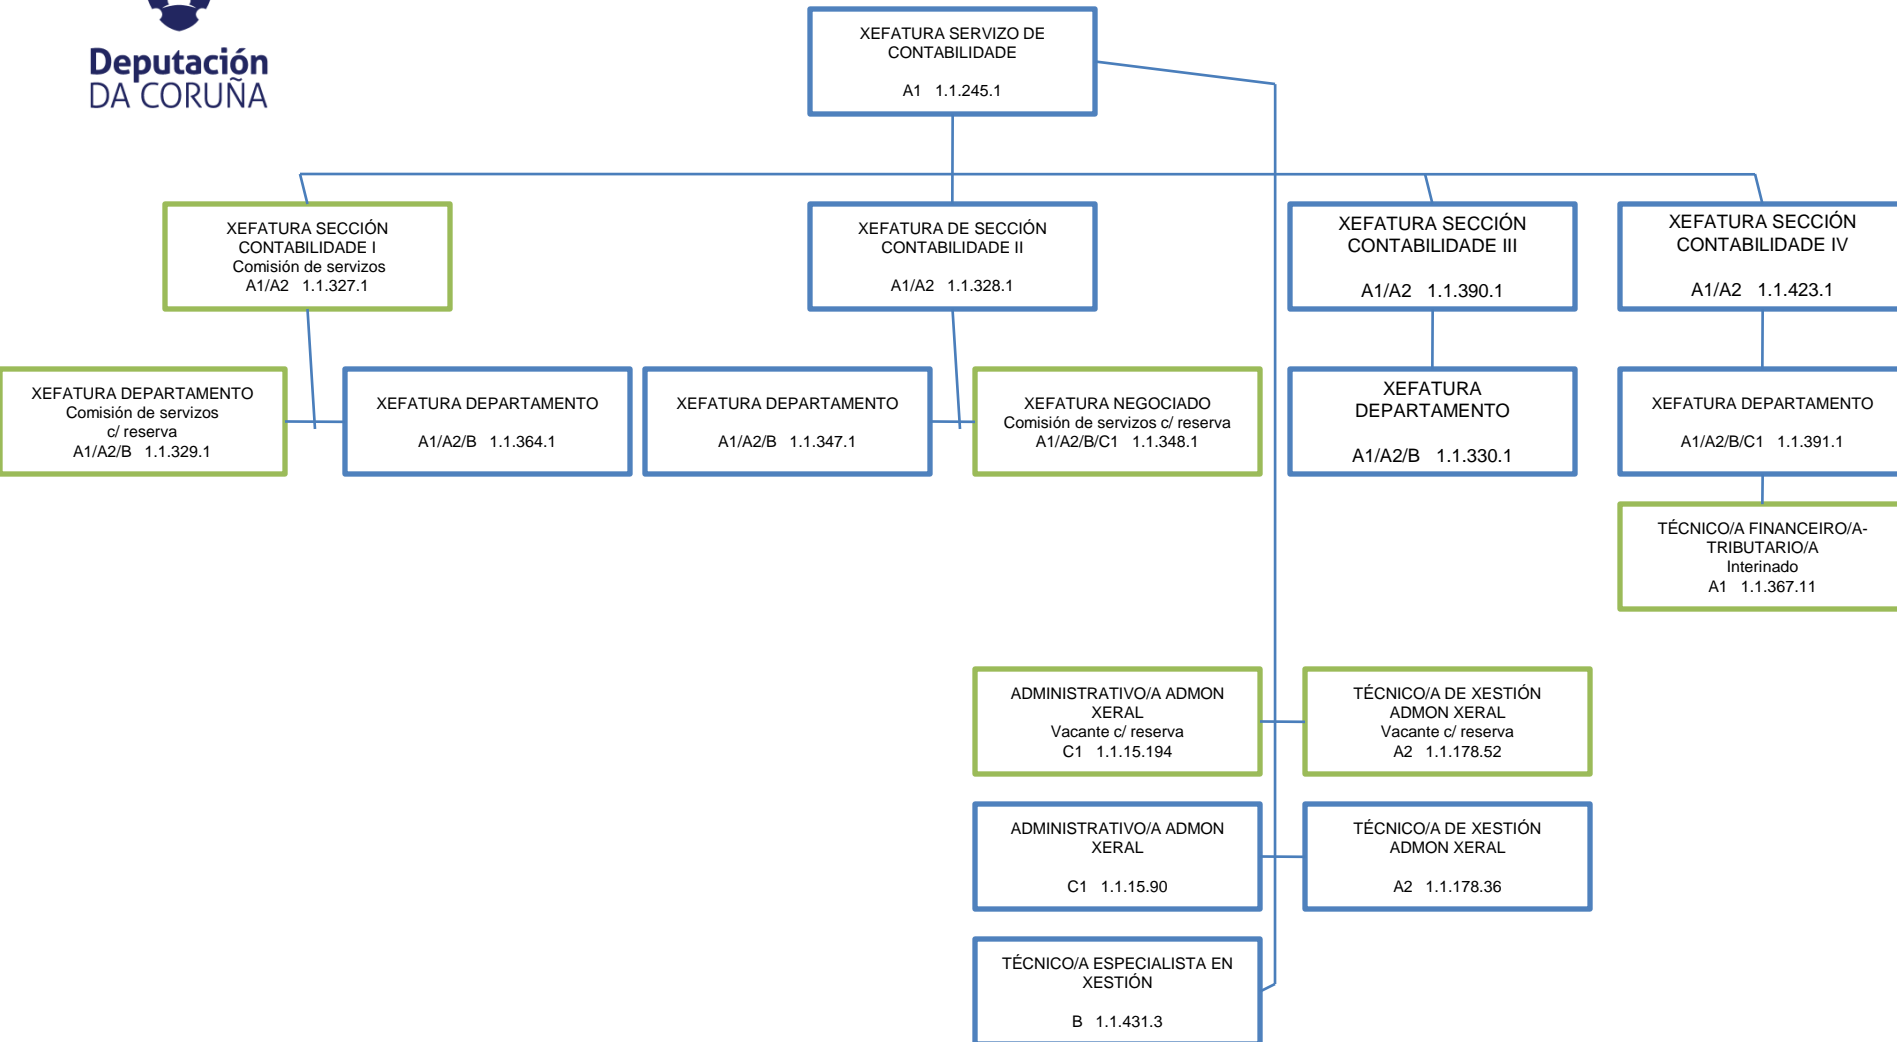 Deputación
DA CORUÑA
XEFATURA SERVIZO DE
CONTABILIDADE
A1 1.1.245.1
XEFATURA SECCIÓN
CONTABILIDADE I
Comisión de servizos
A1/A2 1.1.327.1
XEFATURA DE SECCIÓN
CONTABILIDADE II
A1/A2 1.1.328.1
XEFATURA SECCIÓN
CONTABILIDADE III
A1/A2 1.1.390.1
XEFATURA SECCIÓN
CONTABILIDADE IV
A1/A2 1.1.423.1
XEFATURA DEPARTAMENTO
Comisión de servizos
c/ reserva
A1/A2/B 1.1.329.1
XEFATURA DEPARTAMENTO
A1/A2/B 1.1.364.1
XEFATURA DEPARTAMENTO
A1/A2/B 1.1.347.1
XEFATURA NEGOCIADO
Comisión de servizos c/ reserva
A1/A2/B/C1 1.1.348.1
XEFATURA
DEPARTAMENTO
A1/A2/B 1.1.330.1
XEFATURA DEPARTAMENTO
A1/A2/B/C1 1.1.391.1
TÉCNICO/A FINANCEIRO/A-
TRIBUTARIO/A
Interinado
A1 1.1.367.11
ADMINISTRATIVO/A ADMON
XERAL
Vacante c/ reserva
C1 1.1.15.194
TÉCNICO/A DE XESTIÓN
ADMON XERAL
Vacante c/ reserva
A2 1.1.178.52
ADMINISTRATIVO/A ADMON
XERAL
C1 1.1.15.90
TÉCNICO/A DE XESTIÓN
ADMON XERAL
A2 1.1.178.36
TÉCNICO/A ESPECIALISTA EN
XESTIÓN
B 1.1.431.3